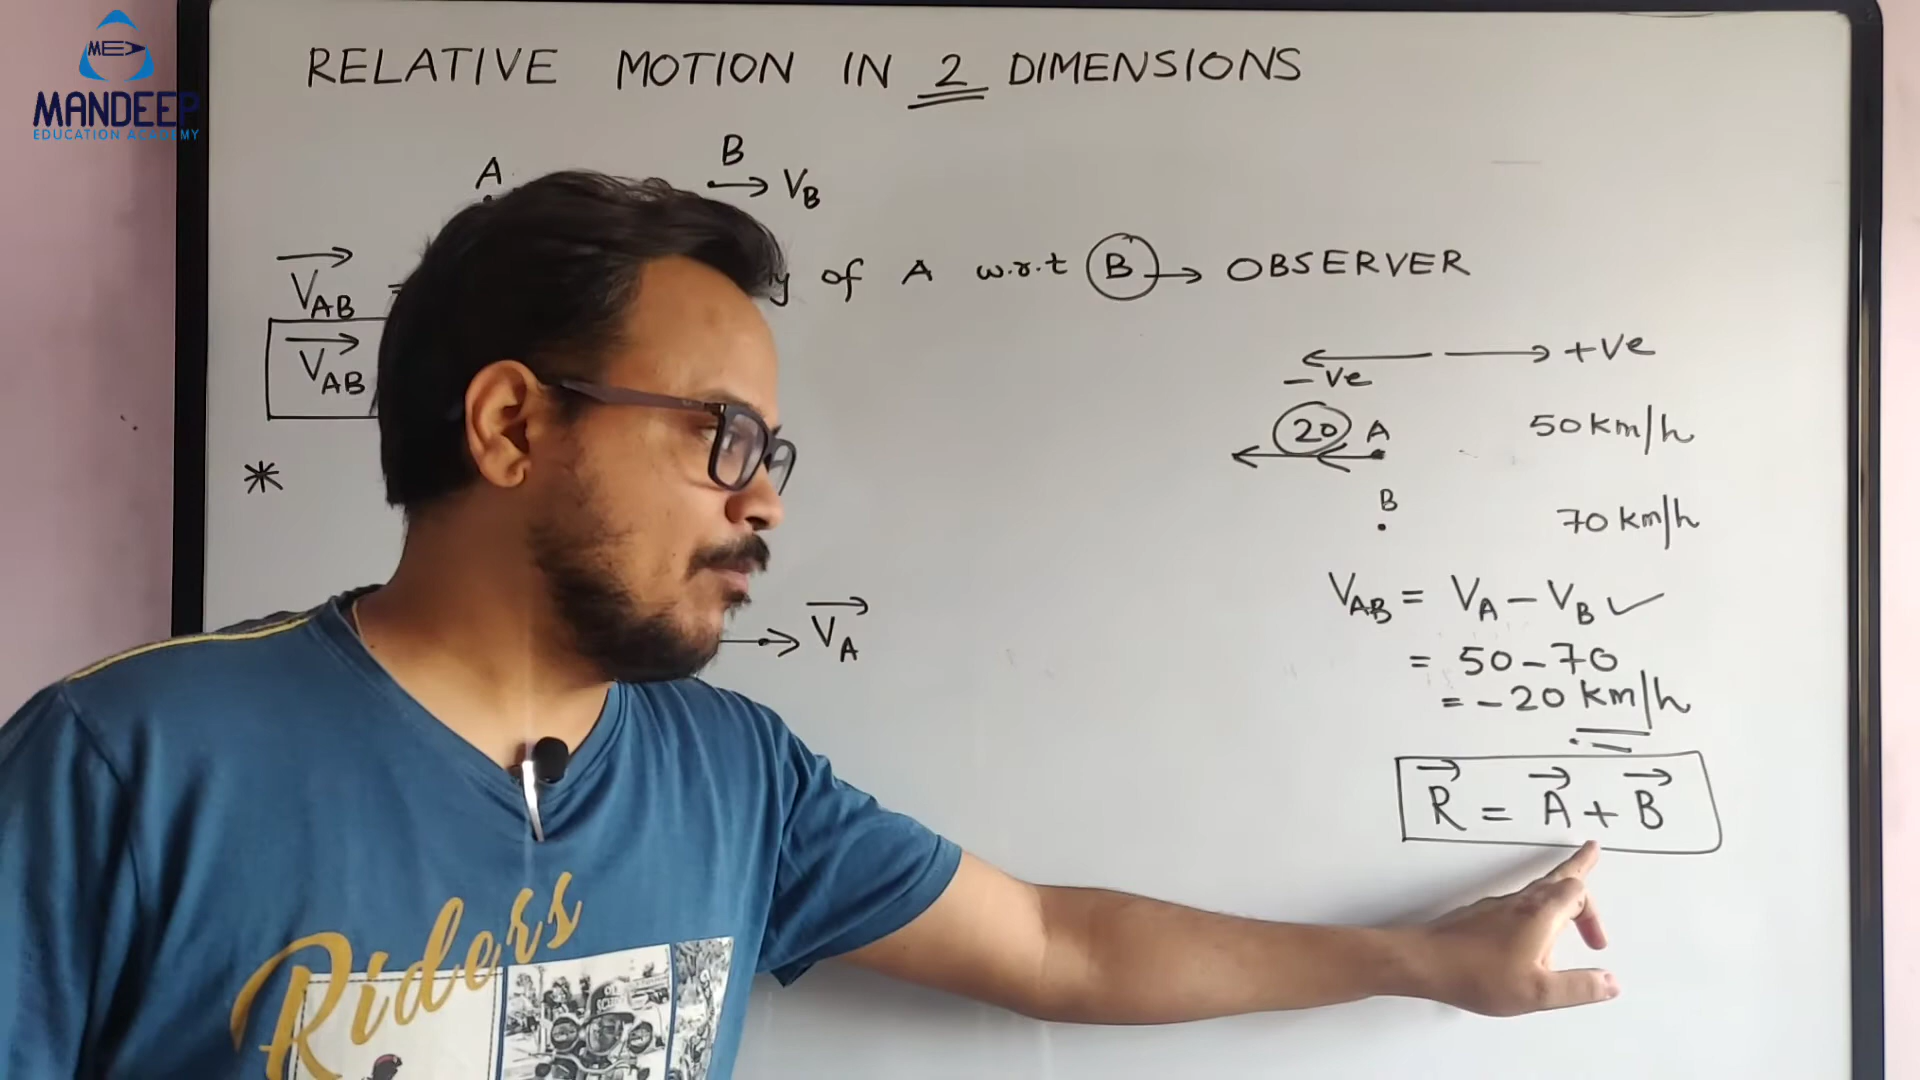 MED
MANDEEP
EDUCATION ACADEMY
RELATIVE MOTION IN 2 DIMENSIONS
A
B
V_B
V_AB = of A w.r.t B → OBSERVER
V_AB
-ve
+ve
20 A 50 km/h
B 70 km/h
*
V_A
V_AB = V_A - V_B ✓
= 50-70
= -20 km/h
R = A + B
Riders